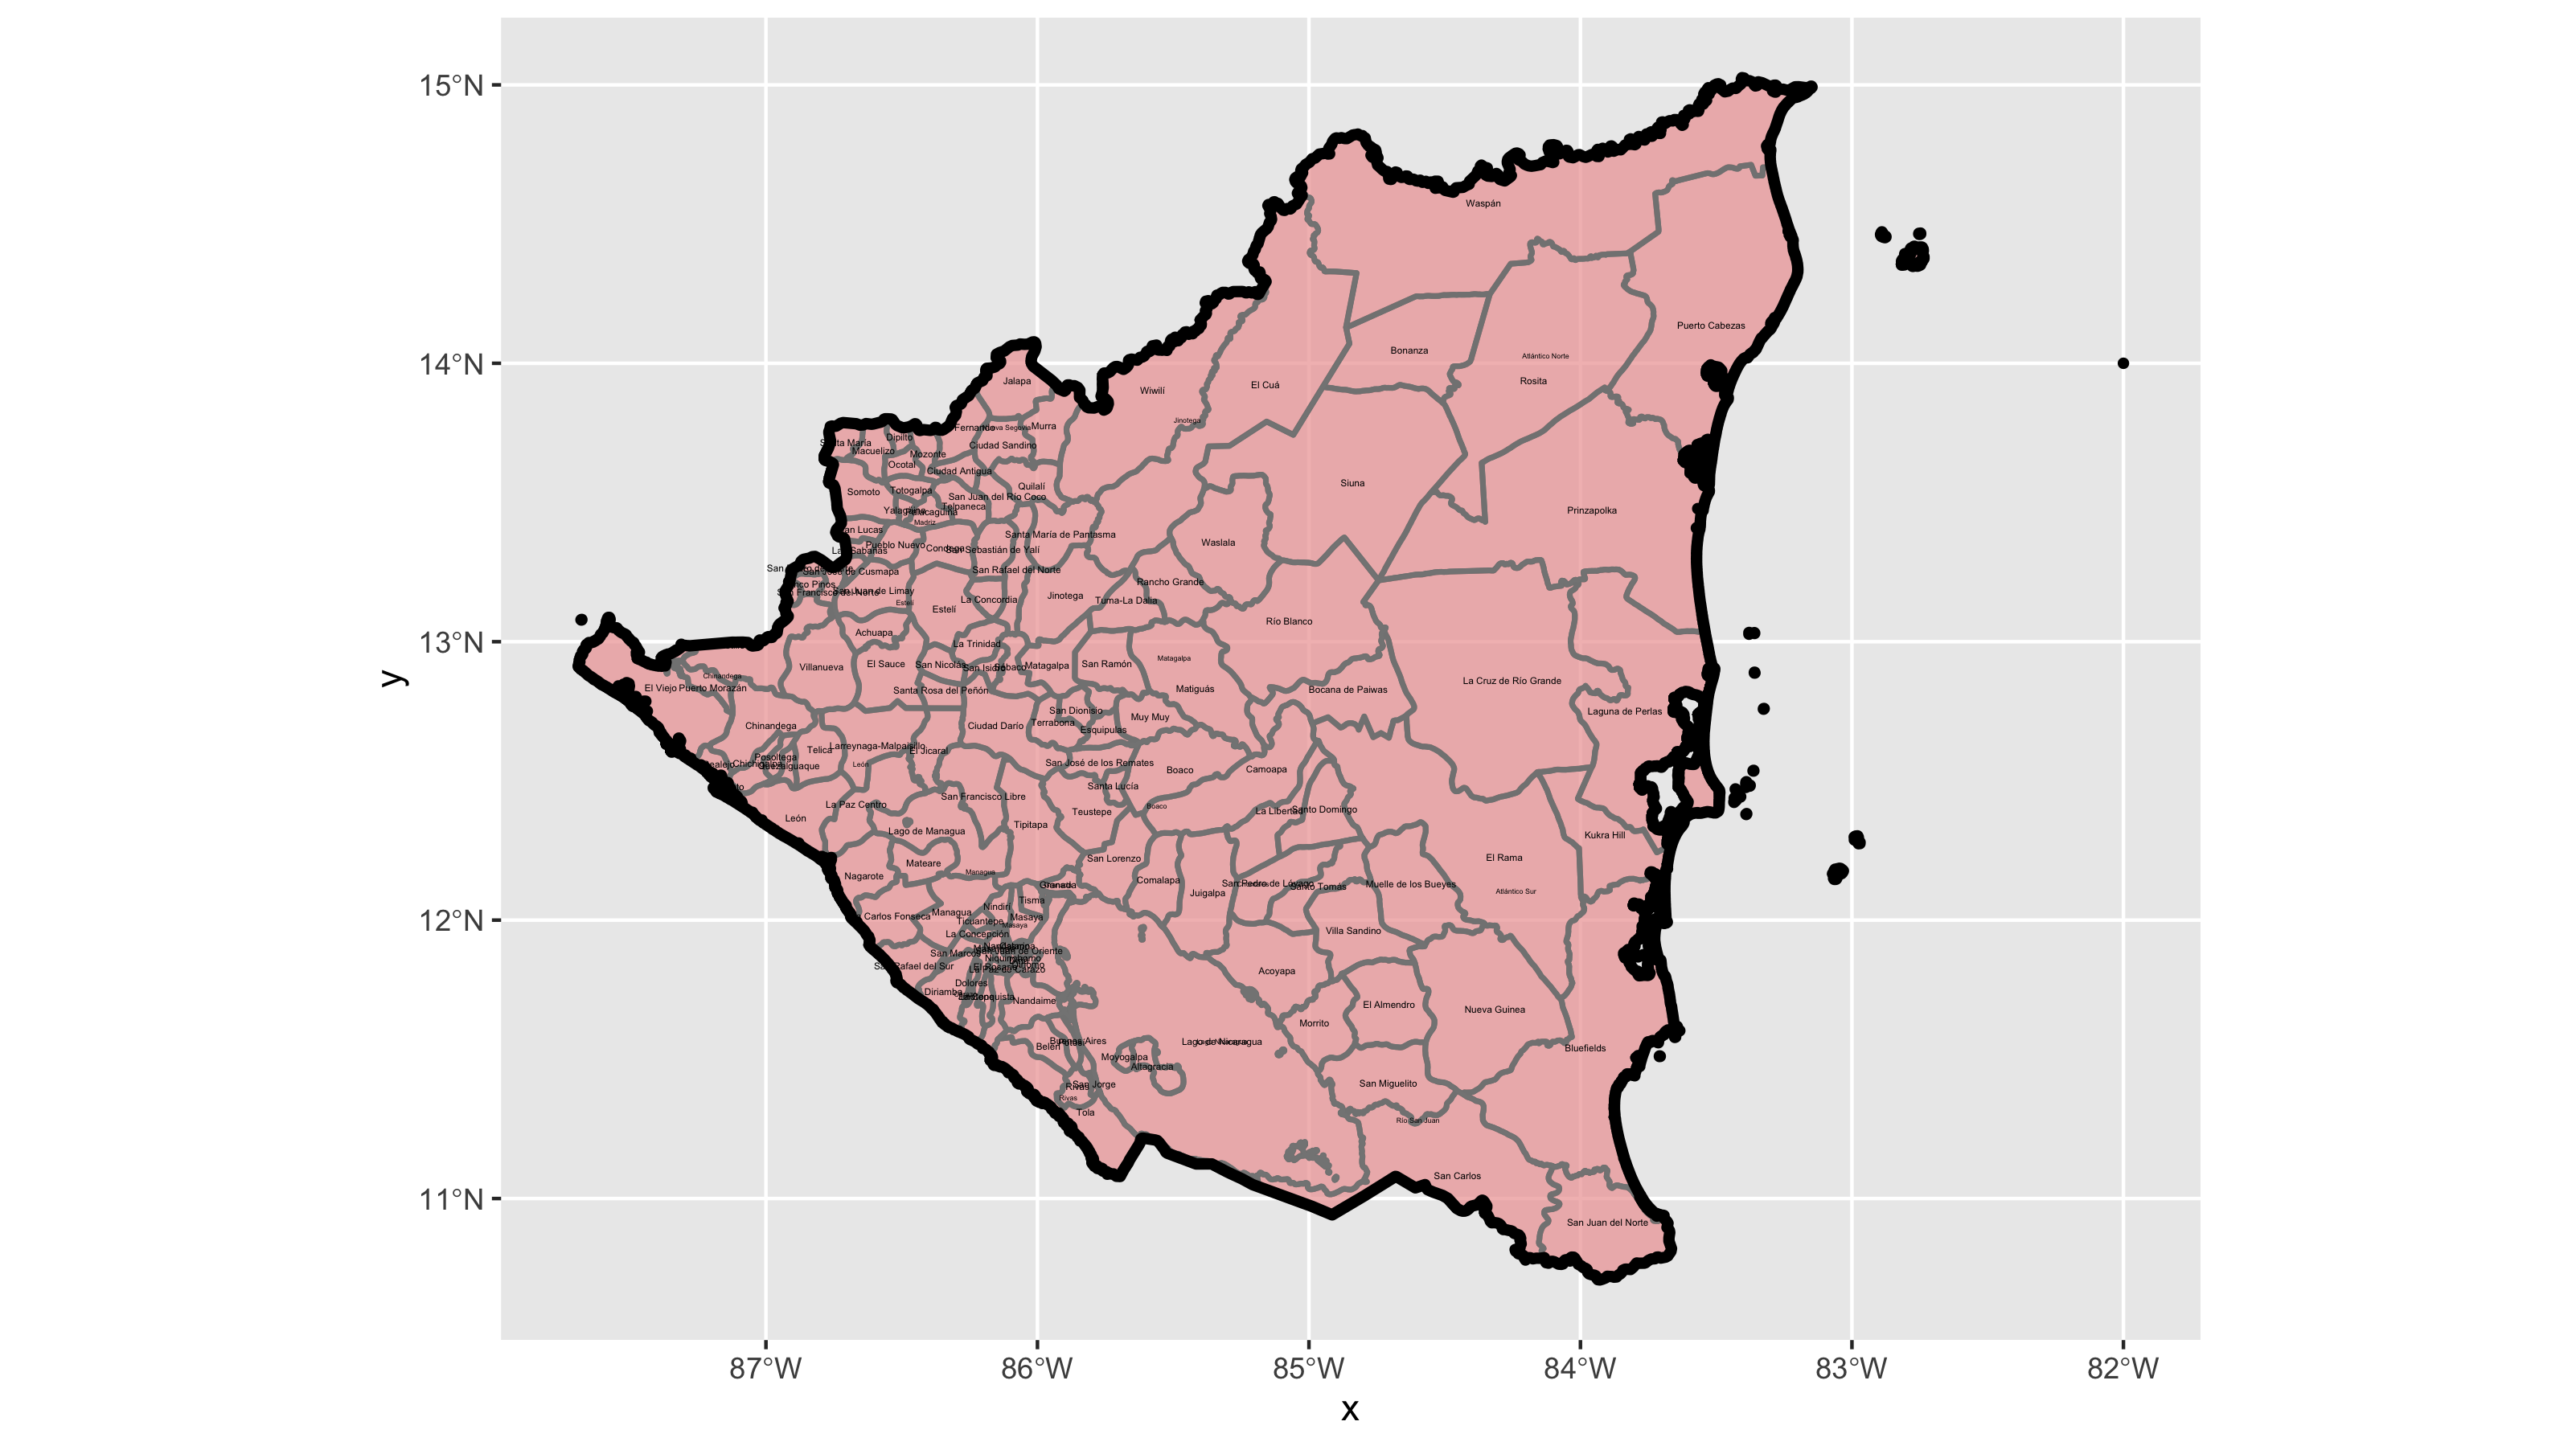 15°N
14°N
13°N
12°N
11°N
y
Waspán
Puerto Cabezas
Bonanza
Atlántico Norte
Rosita
El Cuá
Wiwilí
Jalapa
Jinotega
Murra
Dipilto
Macuelizo
Mozonte
Ciudad Sandino
Ocotal
Ciudad Antigua
Somoto
Totogalpa
Quilalí
San Juan del Río Coco
Telpaneca
Madriz
Siuna
Prinzapolka
Santa María de Pantasma
Waslala
Pueblo Nuevo
San Sebastián de Yalí
San Rafael del Norte
Rancho Grande
Jinotega
Tuma-La Dalia
La Concordia
Estelí
Estelí
Río Blanco
Achuapa
La Trinidad
Villanueva
El Sauce
San Nicolás
Matagalpa
San Ramón
Matagalpa
Chinandega
El Viejo
Puerto Morazán
Santa Rosa del Peñón
Matiguás
Bocana de Paiwas
La Cruz de Río Grande
Laguna de Perlas
Chinandega
Ciudad Darío
San Dionisio
Terrabona
Muy Muy
Esquipulas
Telica
Larreynaga-Malpaisillo
El Jicaral
León
San José de los Remates
Boaco
Camoapa
Santa Lucía
San Francisco Libre
La Paz Centro
Boaco
Teustepe
La Libertad
Santo Domingo
León
Tipitapa
Lago de Managua
Kukra Hill
El Rama
San Lorenzo
Mateare
Managua
Nagarote
Comalapa
Juigalpa
San Pedro de Lóvago
Santo Tomás
Muelle de los Bueyes
Atlántico Sur
Granada
Tisma
Nindirí
Managua
Carlos Fonseca
Masaya
Ticuantepe
Masaya
La Concepción
Villa Sandino
San Marcos
San Rafael del Sur
Acoyapa
Dolores
Diriamba
Nandaime
El Almendro
Nueva Guinea
Morrito
Belén
Buenos Aires
Lago de Nicaragua
Bluefields
Moyogalpa
Altagracia
San Jorge
Rivas
Rivas
Tola
San Miguelito
Río San Juan
San Carlos
San Juan del Norte
87°W 86°W 85°W 84°W 83°W 82°W
x